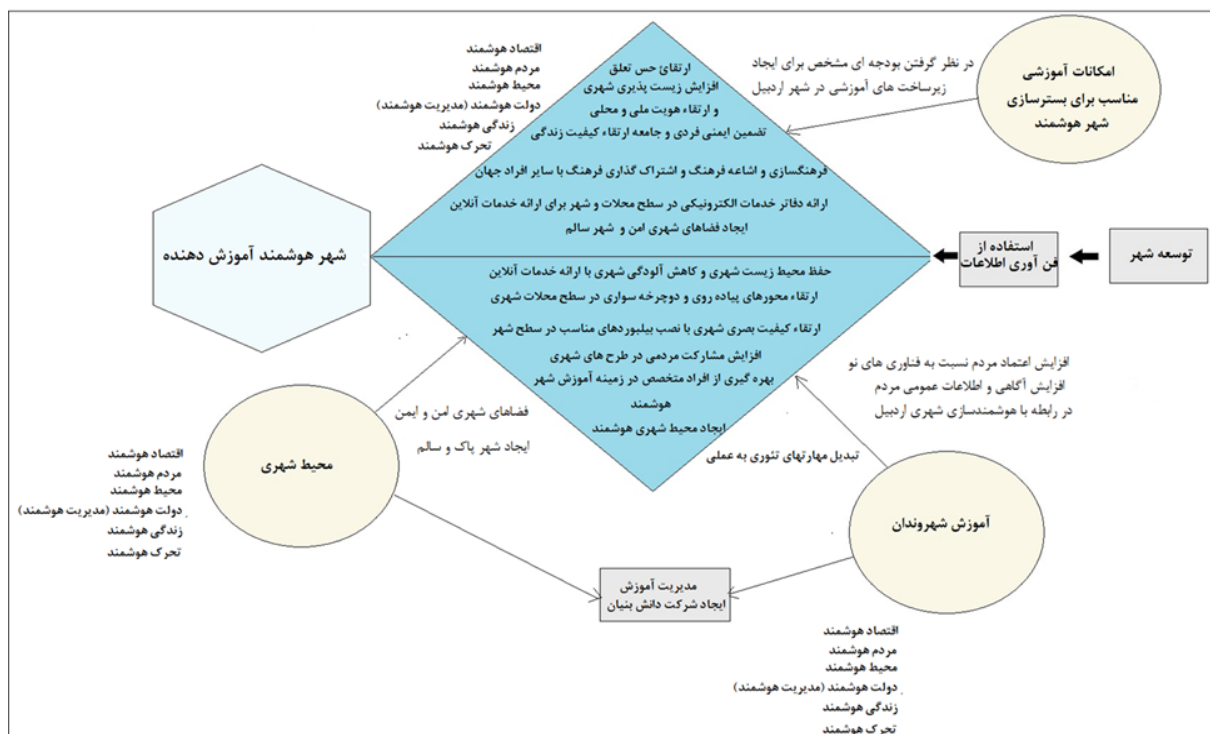 اقتصاد هوشمند
مردم هوشمند
محیط هوشمند
دولت هوشمند (مدیریت هوشمند)
زندگی هوشمند
تحرک هوشمند
ارتقائ حس تعلق
افزایش زیست پذیری شهری
و ارتقاء هویت ملی و محلی
تضمین ایمنی فردی و جامعه ارتقاء کیفیت زندگی
فرهنگسازی و اشاعه فرهنگ و اشتراک گذاری فرهنگ با سایر افراد جهان
ارائه دفاتر خدمات الکترونیکی در سطح محلات و شهر برای ارائه خدمات آنلاین
ایجاد فضاهای شهری امن و شهر سالم
در نظر گرفتن بودجه ای مشخص برای ایجاد
زیرساخت های آموزشی در شهر اردبیل
امکانات آموزشی
مناسب برای بسترسازی
شهر هوشمند
شهر هوشمند آموزش دهنده
توسعه شهر
استفاده از
فن آوری اطلاعات
حفظ محیط زیست شهری و کاهش آلودگی شهری با ارائه خدمات آنلاین
ارتقاء محورهای پیاده روی و دوچرخه سواری در سطح محلات شهری
ارتقاء کیفیت بصری شهری با نصب بیلبوردهای مناسب در سطح شهر
افزایش مشارکت مردمی در طرح های شهری
بهره گیری از افراد متخصص در زمینه آموزش شهر
هوشمند
ایجاد محیط شهری هوشمند
افزایش اعتماد مردم نسبت به فناوری های نو
افزایش آگاهی و اطلاعات عمومی مردم
در رابطه با هوشمندسازی شهری اردبیل
تبدیل مهارتهای تئوری به عملی
فضاهای شهری امن و ایمن
ایجاد شهر پاک و سالم
محیط شهری
اقتصاد هوشمند
مردم هوشمند
محیط هوشمند
دولت هوشمند (مدیریت هوشمند)
زندگی هوشمند
تحرک هوشمند
آموزش شهروندان
مدیریت آموزش
ایجاد شرکت دانش بنیان
اقتصاد هوشمند
مردم هوشمند
محیط هوشمند
دولت هوشمند (مدیریت هوشمند)
زندگی هوشمند
تحرک هوشمند